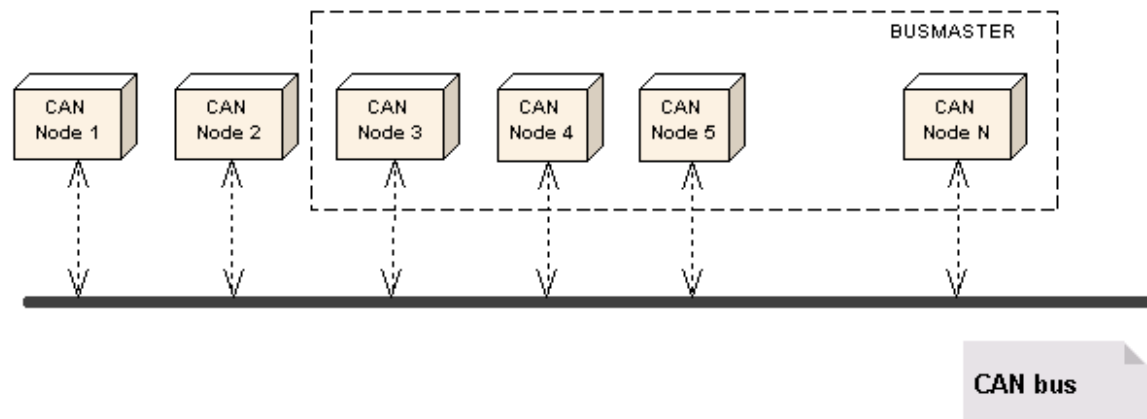 BUSMASTER
CAN
Node 1
CAN
Node 2
CAN
Node 3
CAN
Node 4
CAN
Node 5
CAN
Node N
CAN bus